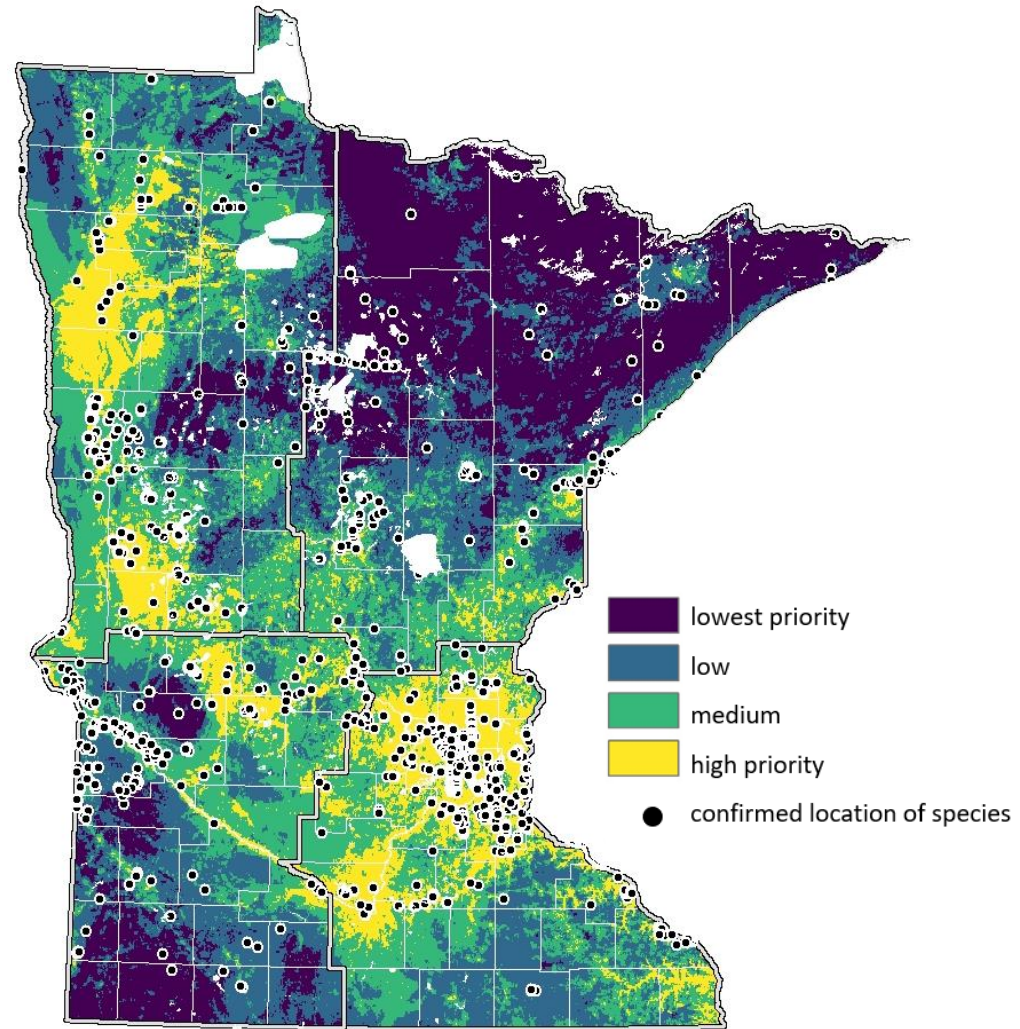 lowest priority
low
medium
high priority
confirmed location of species